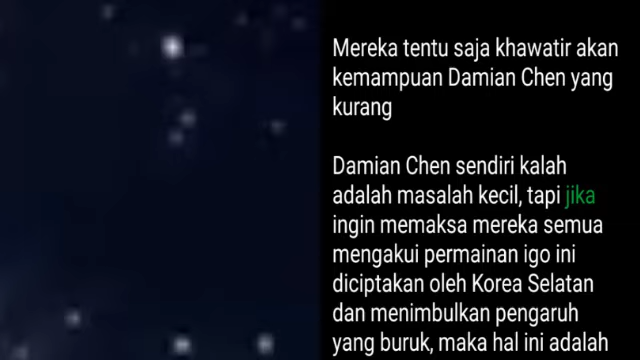 Mereka tentu saja khawatir akan
kemampuan Damian Chen yang
kurang
Damian Chen sendiri kalah
adalah masalah kecil, tapi jika
ingin memaksa mereka semua
mengakui permainan igo ini
diciptakan oleh Korea Selatan
dan menimbulkan pengaruh
yang buruk, maka hal ini adalah